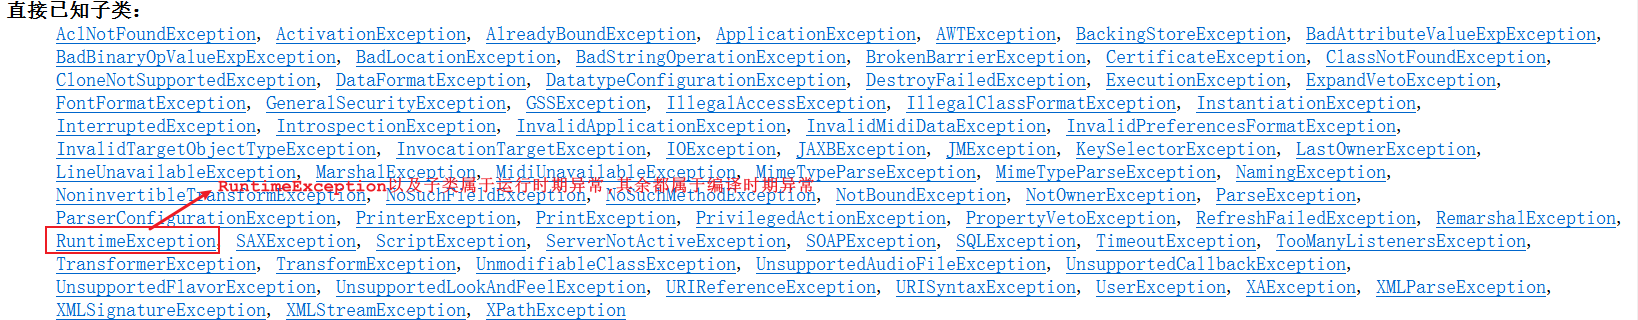 直接已知子类:
AclNotFoundException, ActivationException, AlreadyBoundException, ApplicationException, AWTException, BackingStoreException, BadAttributeValueExpException,
BadBinaryOpValueExpException, BadLocationException, BadStringOperationException, BrokenBarrierException, CertificateException, ClassNotFoundException,
CloneNotSupportedException, DataFormatException, DatatypeConfigurationException, DestroyFailedException, ExecutionException, ExpandVetoException,
FontFormatException, GeneralSecurityException, GSSException, IllegalAccessException, IllegalClassFormatException, InstantiationException,
InterruptedException, IntrospectionException, InvalidApplicationException, InvalidMidiDataException, InvalidPreferencesFormatException,
InvalidTargetObjectTypeException, InvocationTargetException, IOException, JAXBException, JMException, KeySelectorException, LastOwnerException,
LineUnavailableException, MarshalException, MidiUnavailableException, MimeTypeParseException, MimeTypeParseException, NamingException,
RuntimeException以及子类属于运行时期异常,其余都属于编译时期异常
NoninvertibleTransformException, NoSuchFieldException, NoSuchMethodException, NotBoundException, NotOwnerException, ParseException,
ParserConfigurationException, PrinterException, PrintException, PrivilegedActionException, PropertyVetoException, RefreshFailedException, RemarshalException,
RuntimeException, SAXException, ScriptException, ServerNotActiveException, SOAPException, SQLException, TimeoutException, TooManyListenersException,
TransformerException, TransformException, UnmodifiableClassException, UnsupportedAudioFileException, UnsupportedCallbackException,
UnsupportedFlavorException, UnsupportedLookAndFeelException, URIReferenceException, URISyntaxException, UserException, XAException, XMLParseException,
XMLSignatureException, XMLStreamException, XPathException